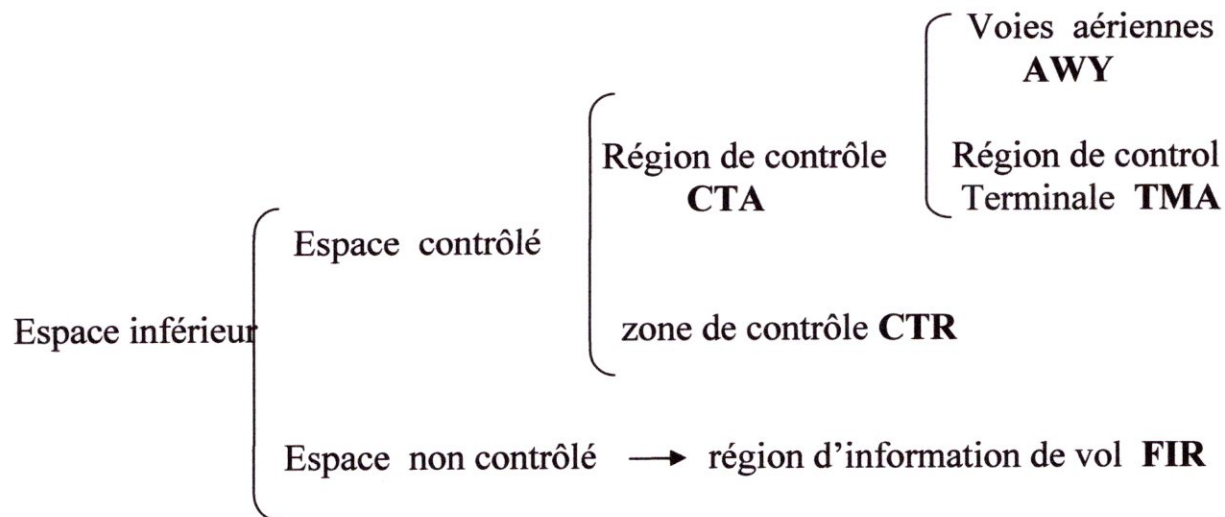 Voies aériennes
AWY
Région de contrôle
CTA
Région de control
Terminale TMA
Espace contrôlé
Espace inférieur
zone de contrôle CTR
Espace non contrôlé → région d’information de vol FIR